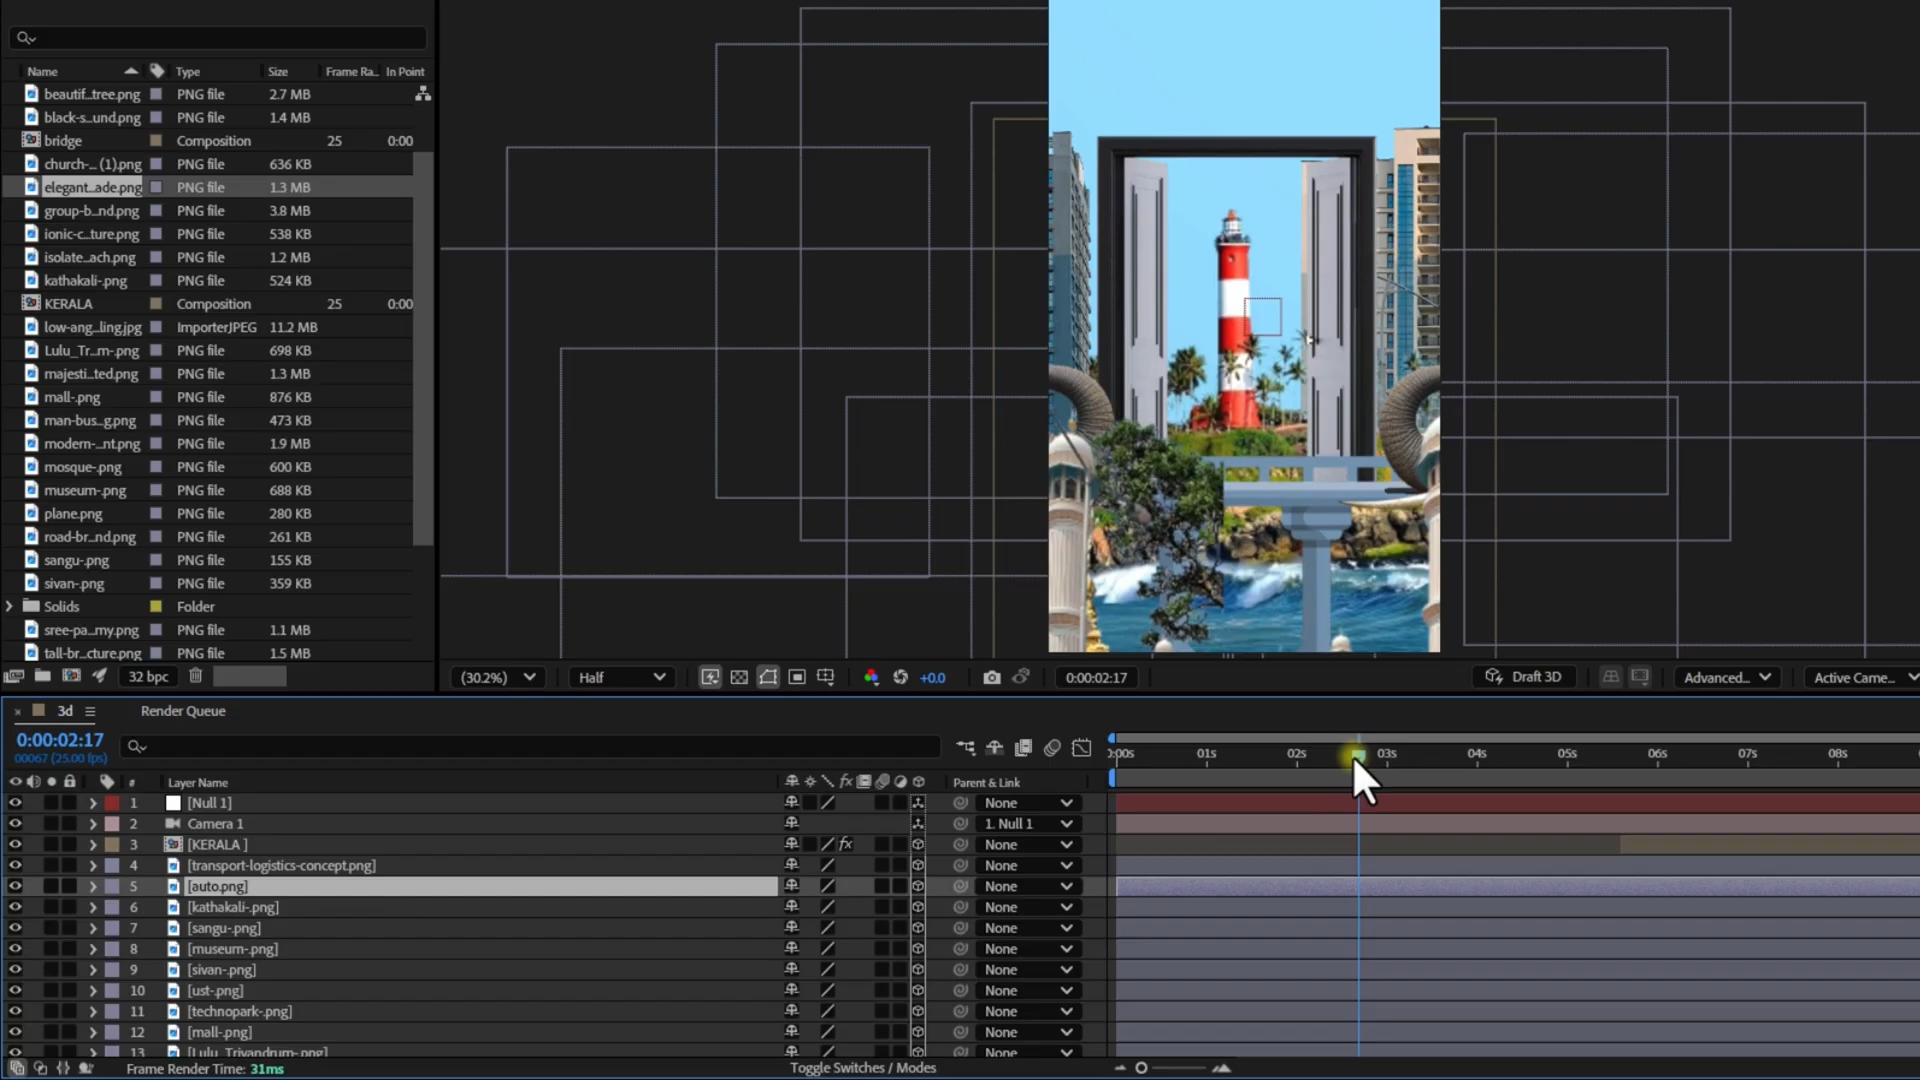 Name Type Size Frame Ra... In Point
beautif...tree.png PNG file 2.7 MB
black-s...und.png PNG file 1.4 MB
bridge Composition 25 0:00
church-... (1).png PNG file 636 KB
elegant...ade.png PNG file 1.3 MB
group-b...nd.png PNG file 3.8 MB
ionic-c...ture.png PNG file 538 KB
isolate...ach.png PNG file 1.2 MB
kathakali-.png PNG file 524 KB
KERALA Composition 25 0:00
low-ang...ling.jpg ImporterJPEG 11.2 MB
Lulu_Tr...m-.png PNG file 698 KB
majesti...ted.png PNG file 1.3 MB
mall-.png PNG file 876 KB
man-bus...g.png PNG file 473 KB
modern-...nt.png PNG file 1.9 MB
mosque-.png PNG file 600 KB
museum-.png PNG file 688 KB
plane.png PNG file 280 KB
road-br...nd.png PNG file 261 KB
sangu-.png PNG file 155 KB
sivan-.png PNG file 359 KB
Solids Folder
sree-pa...my.png PNG file 1.1 MB
tall-br...cture.png PNG file 1.5 MB
32 bpc
(30.2%) Half +0.0 0:00:02:17 Draft 3D Advanced... Active Came...
3d Render Queue
0:00:02:17
00067 (25.00 fps)
0:00s 01s 02s 03s 04s 05s 06s 07s 08s
# Layer Name fx Parent & Link
1 [Null 1] None
2 Camera 1 1. Null 1
3 [KERALA ] fx None
4 [transport-logistics-concept.png] None
5 [auto.png] None
6 [kathakali-.png] None
7 [sangu-.png] None
8 [museum-.png] None
9 [sivan-.png] None
10 [ust-.png] None
11 [technopark-.png] None
12 [mall-.png] None
13 [Lulu_Trivandrum-.png] None
Frame Render Time: 31ms Toggle Switches / Modes